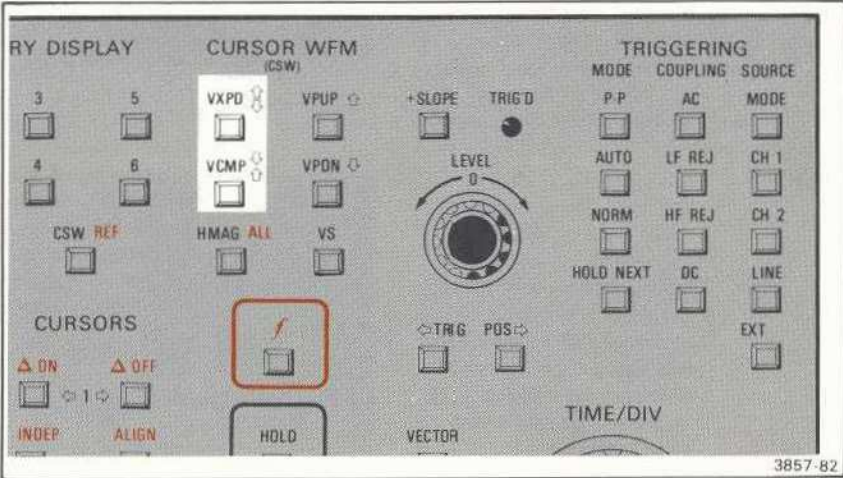 RY DISPLAY
CURSOR WFM
(CSW)
TRIGGERING
MODE COUPLING SOURCE
3 5
VXPD VPUP
+SLOPE TRIG'D
P-P AC MODE
4 6
VCMP VPDN
LEVEL
0
AUTO LF REJ CH 1
NORM HF REJ CH 2
CSW REF
HMAG ALL VS
HOLD NEXT DC LINE
CURSORS
f
TRIG POS
EXT
Δ ON Δ OFF
1
TIME/DIV
INDEP ALIGN
HOLD
VECTOR
3857-82